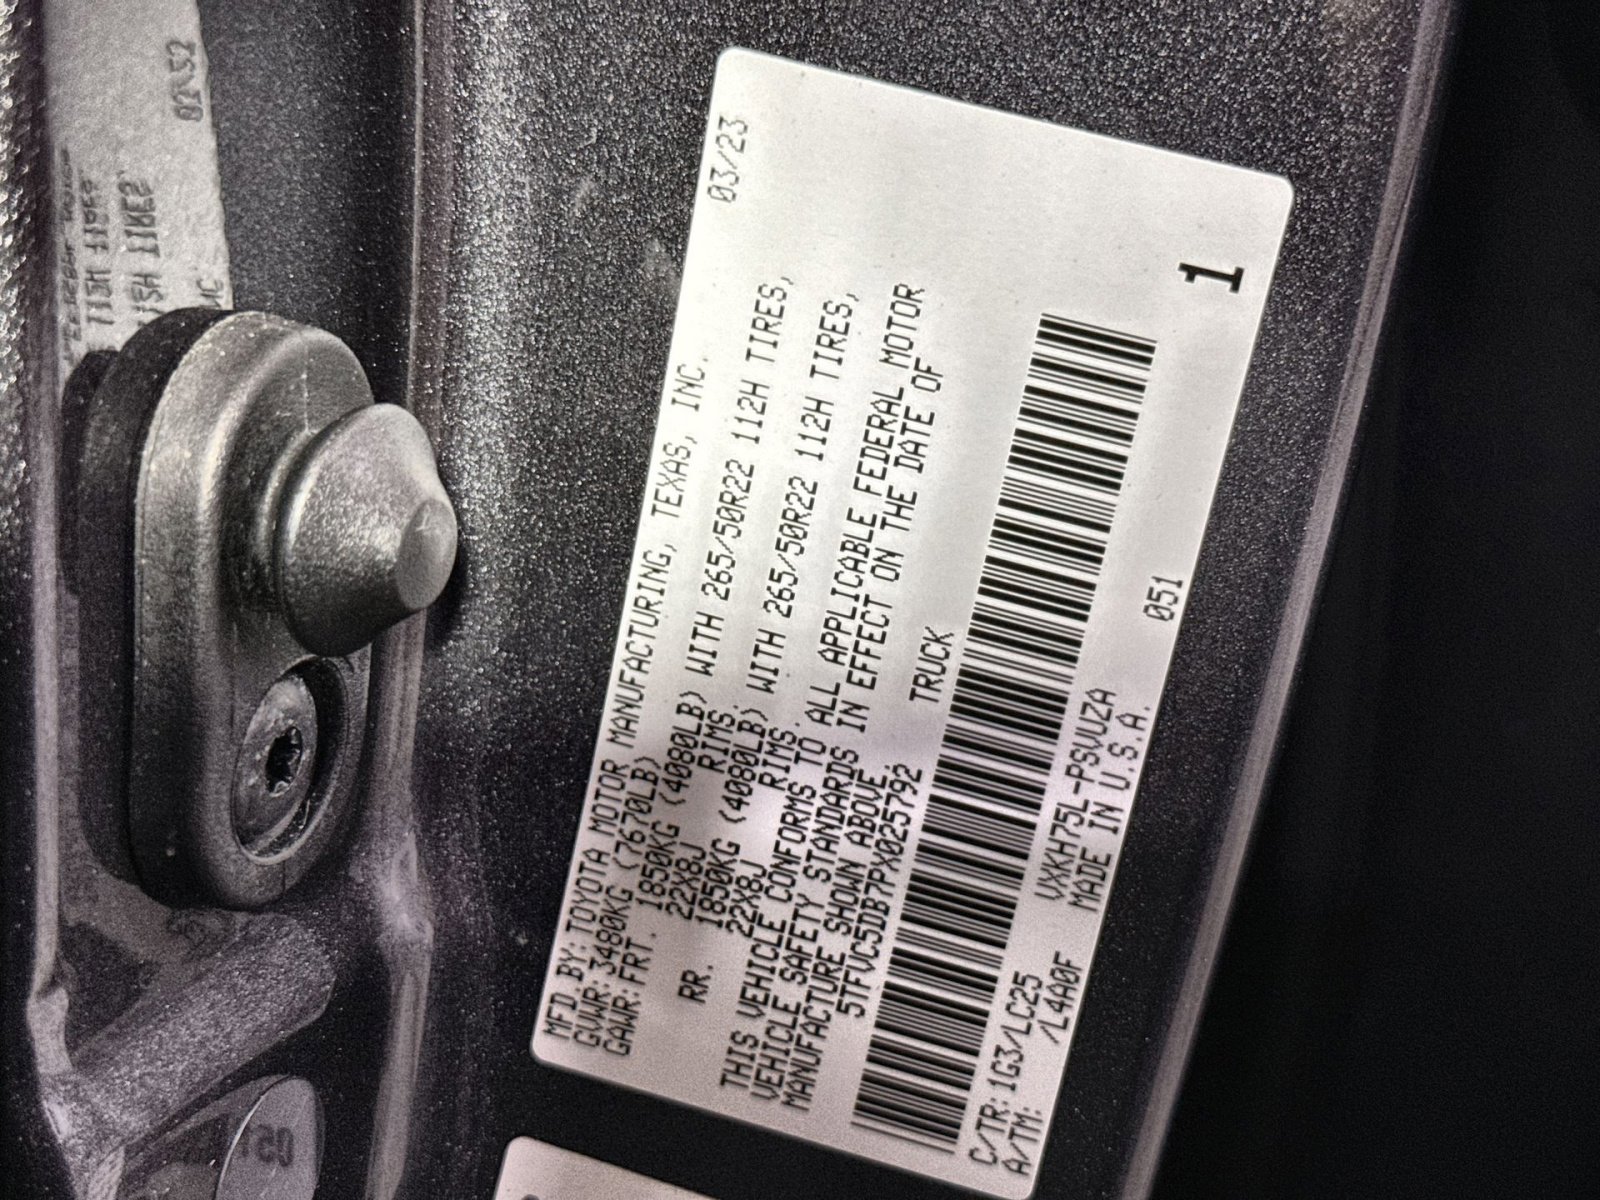 MFD.BY: TOYOTA MOTOR MANUFACTURING, TEXAS, INC. 03/23
GVWR: 3480KG (7670LB)
GAWR: FRT. 1850KG (4080LB) WITH 265/50R22 112H TIRES,
22X8J RIMS.
RR. 1850KG (4080LB) WITH 265/50R22 112H TIRES,
22X8J RIMS.
THIS VEHICLE CONFORMS TO ALL APPLICABLE FEDERAL MOTOR
VEHICLE SAFETY STANDARDS IN EFFECT ON THE DATE OF
MANUFACTURE SHOWN ABOVE.
5TFVC5DB7PX025792 TRUCK
1
C/TR: 1G3/LC25 VXKH75L-PSVUZA 051
A/TM: /L4A0F MADE IN U.S.A.